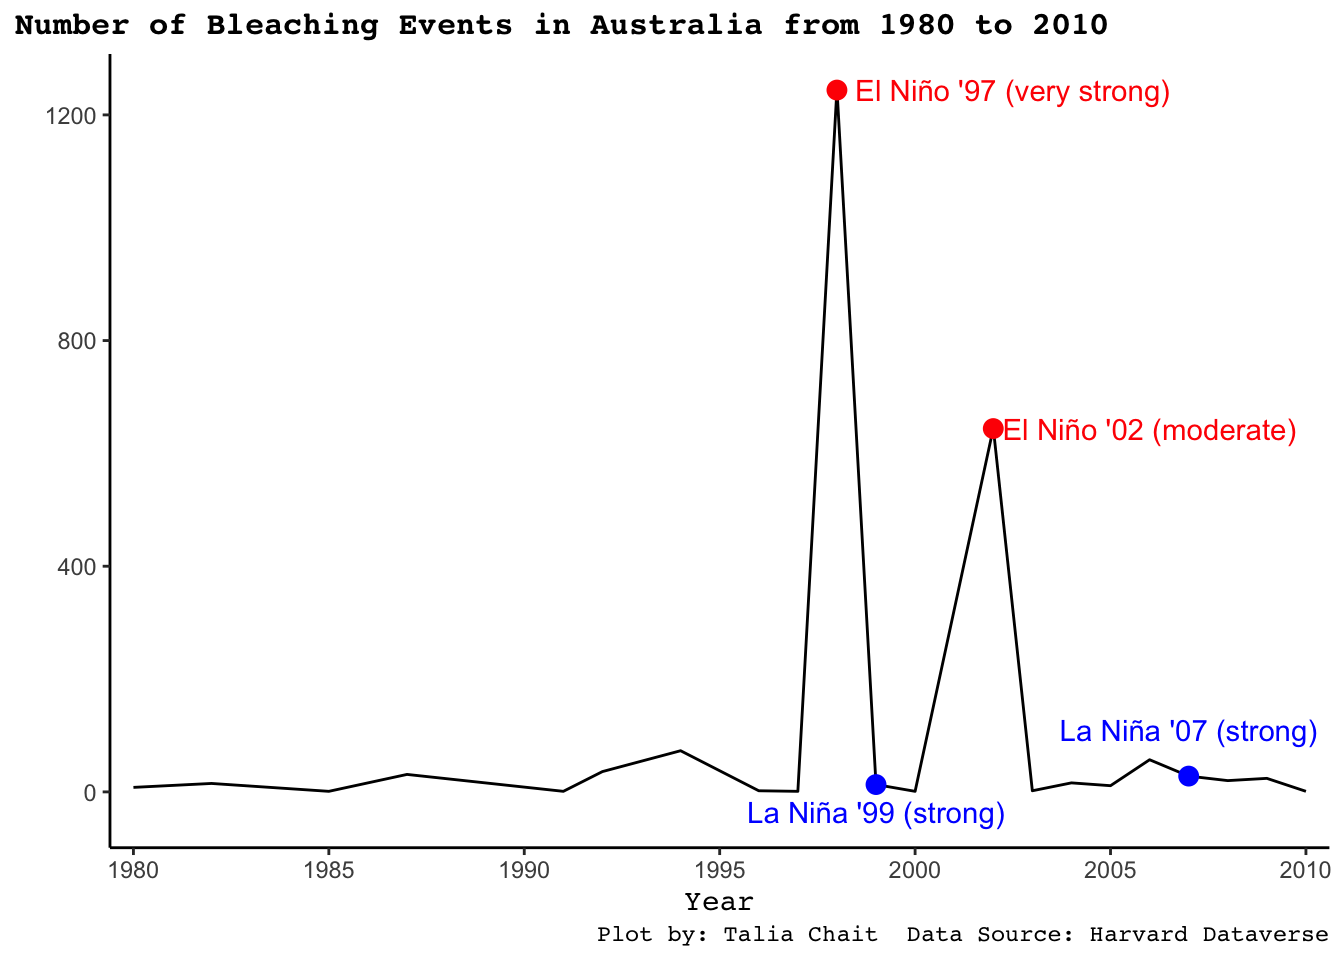 Number of Bleaching Events in Australia from 1980 to 2010
El Niño '97 (very strong)
1200
800
El Niño '02 (moderate)
400
La Niña '07 (strong)
0
La Niña '99 (strong)
1980 1985 1990 1995 2000 2005 2010
Year
Plot by: Talia Chait  Data Source: Harvard Dataverse